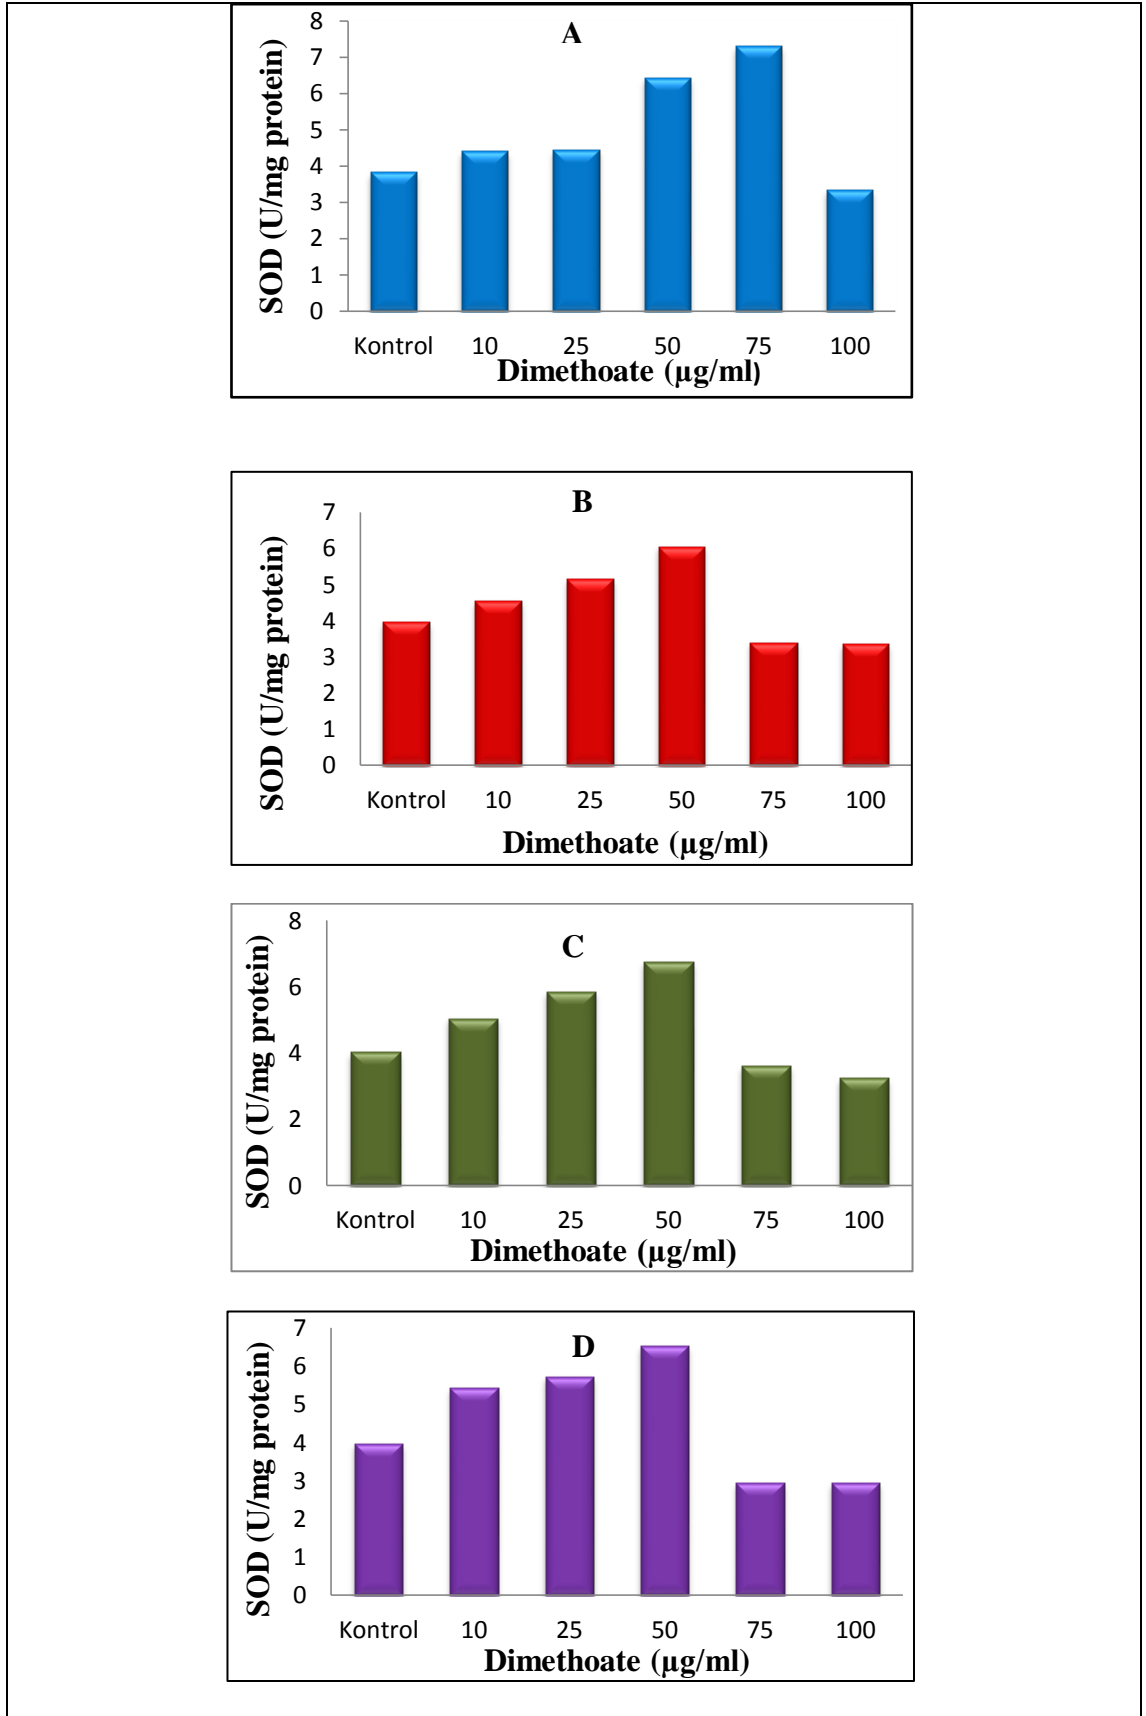 A
SOD (U/mg protein)
8
7
6
5
4
3
2
1
0
Kontrol 10 25 50 75 100
Dimethoate (µg/ml)
B
SOD (U/mg protein)
7
6
5
4
3
2
1
0
Kontrol 10 25 50 75 100
Dimethoate (µg/ml)
C
SOD (U/mg protein)
8
6
4
2
0
Kontrol 10 25 50 75 100
Dimethoate (µg/ml)
D
SOD (U/mg protein)
7
6
5
4
3
2
1
0
Kontrol 10 25 50 75 100
Dimethoate (µg/ml)